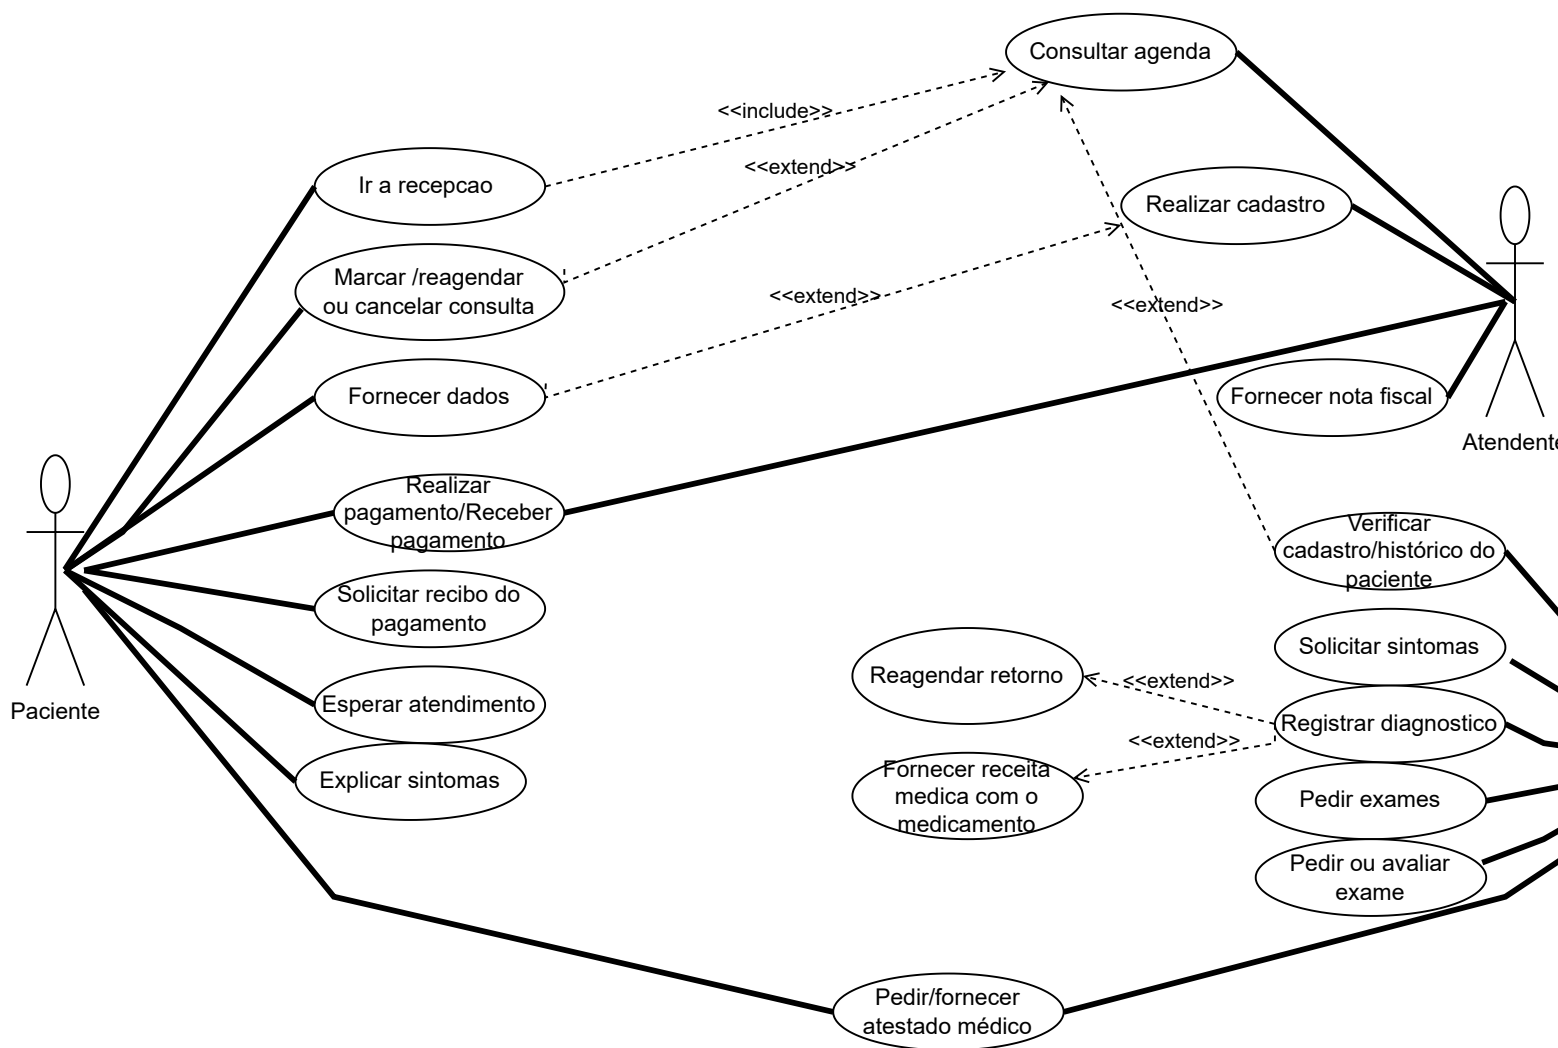 Consultar agenda
<<include>>
<<extend>>
Ir a recepcao
Realizar cadastro
Marcar /reagendar
ou cancelar consulta
<<extend>>
<<extend>>
Fornecer dados
Fornecer nota fiscal
Atendente
Realizar
pagamento/Receber
pagamento
Verificar
cadastro/histórico do
paciente
Solicitar recibo do
pagamento
Solicitar sintomas
Reagendar retorno
<<extend>>
Paciente
Esperar atendimento
Registrar diagnostico
<<extend>>
Explicar sintomas
Fornecer receita
medica com o
medicamento
Pedir exames
Pedir ou avaliar
exame
Pedir/fornecer
atestado médico